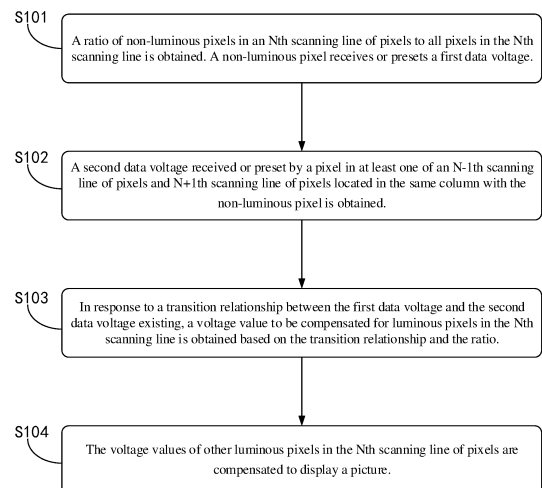 S101
A ratio of non-luminous pixels in an Nth scanning line of pixels to all pixels in the Nth
scanning line is obtained. A non-luminous pixel receives or presets a first data voltage.
S102
A second data voltage received or preset by a pixel in at least one of an N-1th scanning
line of pixels and N+1th scanning line of pixels located in the same column with the
non-luminous pixel is obtained.
S103
In response to a transition relationship between the first data voltage and the second
data voltage existing, a voltage value to be compensated for luminous pixels in the Nth
scanning line is obtained based on the transition relationship and the ratio.
S104
The voltage values of other luminous pixels in the Nth scanning line of pixels are
compensated to display a picture.